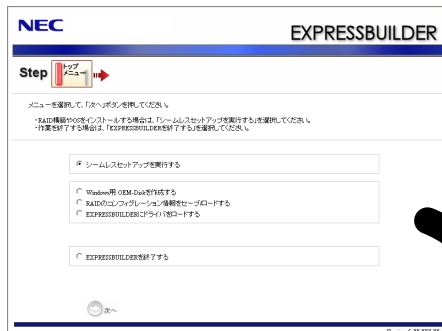 NEC
EXPRESSBUILDER
Step
トップ
メニュー
メニューを選択して、「次へ」ボタンを押してください。
・RAID構築やOSをインストールする場合は、「シームレスセットアップを実行する」を選択してください。
・作業を終了する場合は、「EXPRESSBUILDERを終了する」を選択してください。
シームレスセットアップを実行する
Windows用 OEM-Diskを作成する
RAIDのコンフィグレーション情報をセーブ/ロードする
EXPRESSBUILDERにドライバをロードする
EXPRESSBUILDERを終了する
次へ